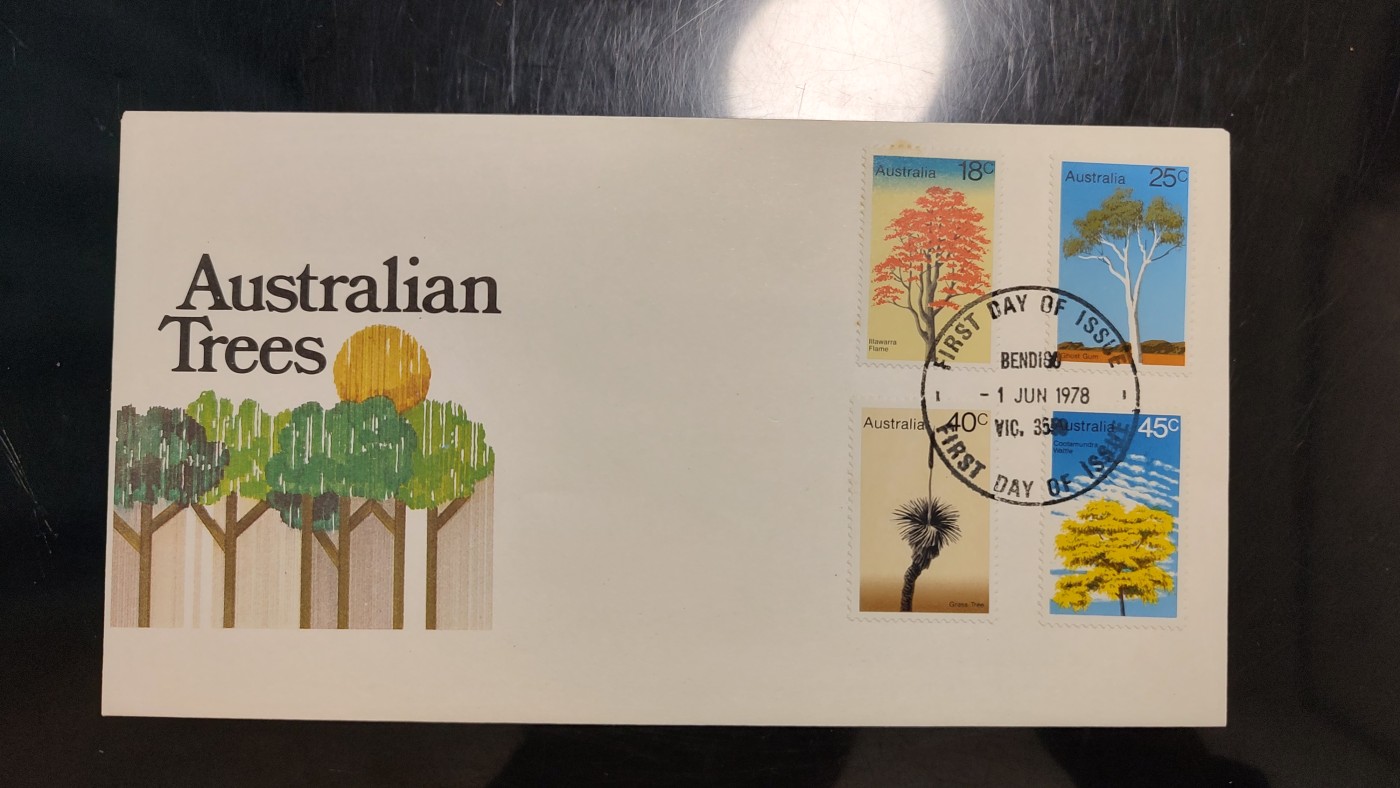 Australian
Trees
Australia 18c
Illawarra
Flame
Australia 25c
Ghost Gum
FIRST DAY OF ISSUE
BENDIGO
-1 JUN 1978
VIC. 3550
FIRST DAY OF ISSUE
Australia 40c
Grass Tree
Australia 45c
Cootamundra
Wattle